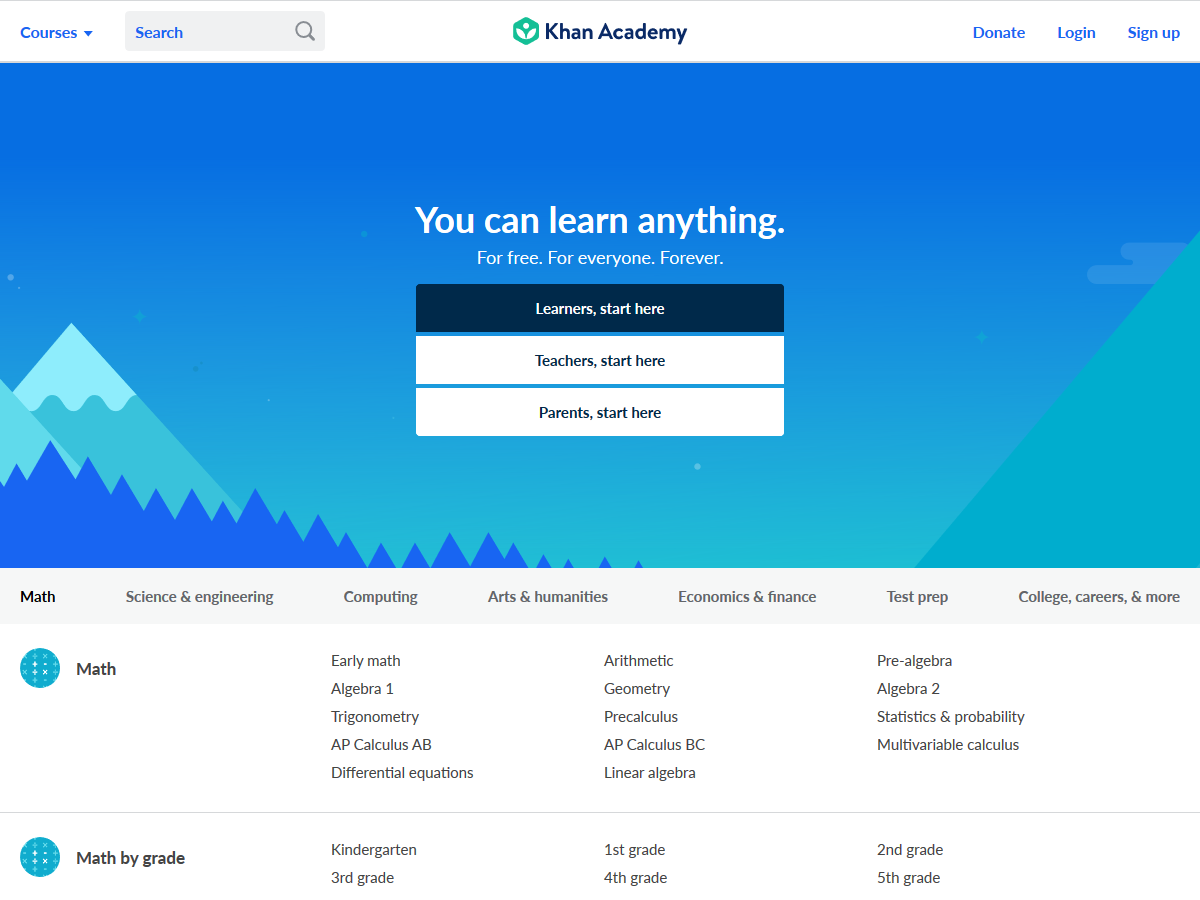 Courses
Search
Khan Academy
Donate
Login
Sign up
You can learn anything.
For free. For everyone. Forever.
Learners, start here
Teachers, start here
Parents, start here
Math
Science & engineering
Computing
Arts & humanities
Economics & finance
Test prep
College, careers, & more
Math
Early math
Arithmetic
Pre-algebra
Algebra 1
Geometry
Algebra 2
Trigonometry
Precalculus
Statistics & probability
AP Calculus AB
AP Calculus BC
Multivariable calculus
Differential equations
Linear algebra
Math by grade
Kindergarten
1st grade
2nd grade
3rd grade
4th grade
5th grade